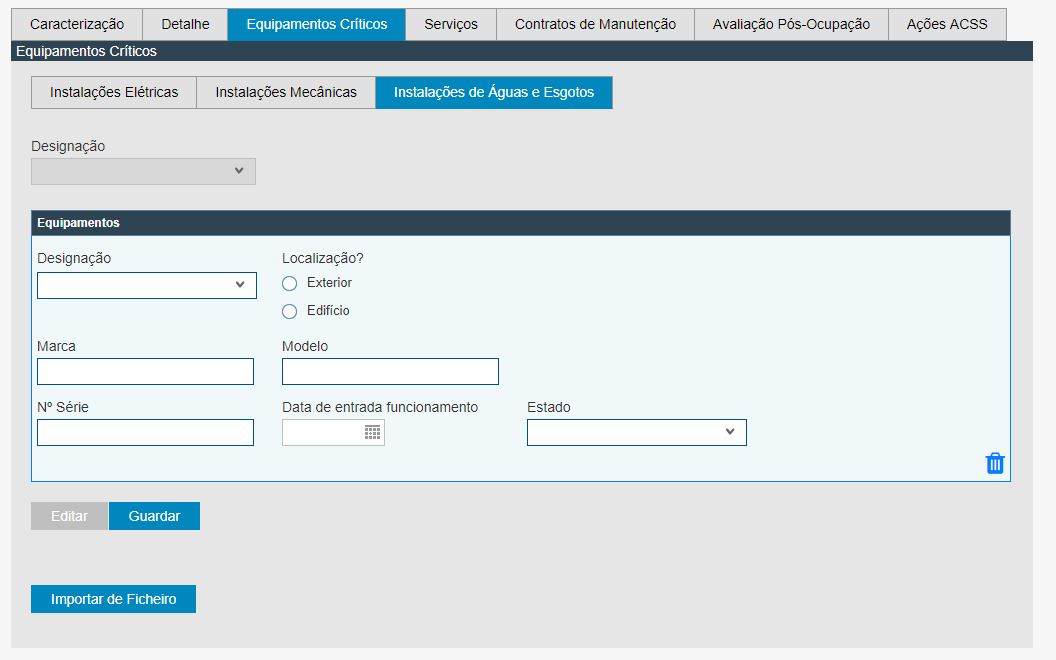 Caracterização Detalhe Equipamentos Críticos Serviços Contratos de Manutenção Avaliação Pós-Ocupação Ações ACSS
Equipamentos Críticos
Instalações Elétricas Instalações Mecânicas Instalações de Águas e Esgotos
Designação
Equipamentos
Designação Localização?
Exterior
Edifício
Marca Modelo
Nº Série Data de entrada funcionamento Estado
Editar Guardar
Importar de Ficheiro